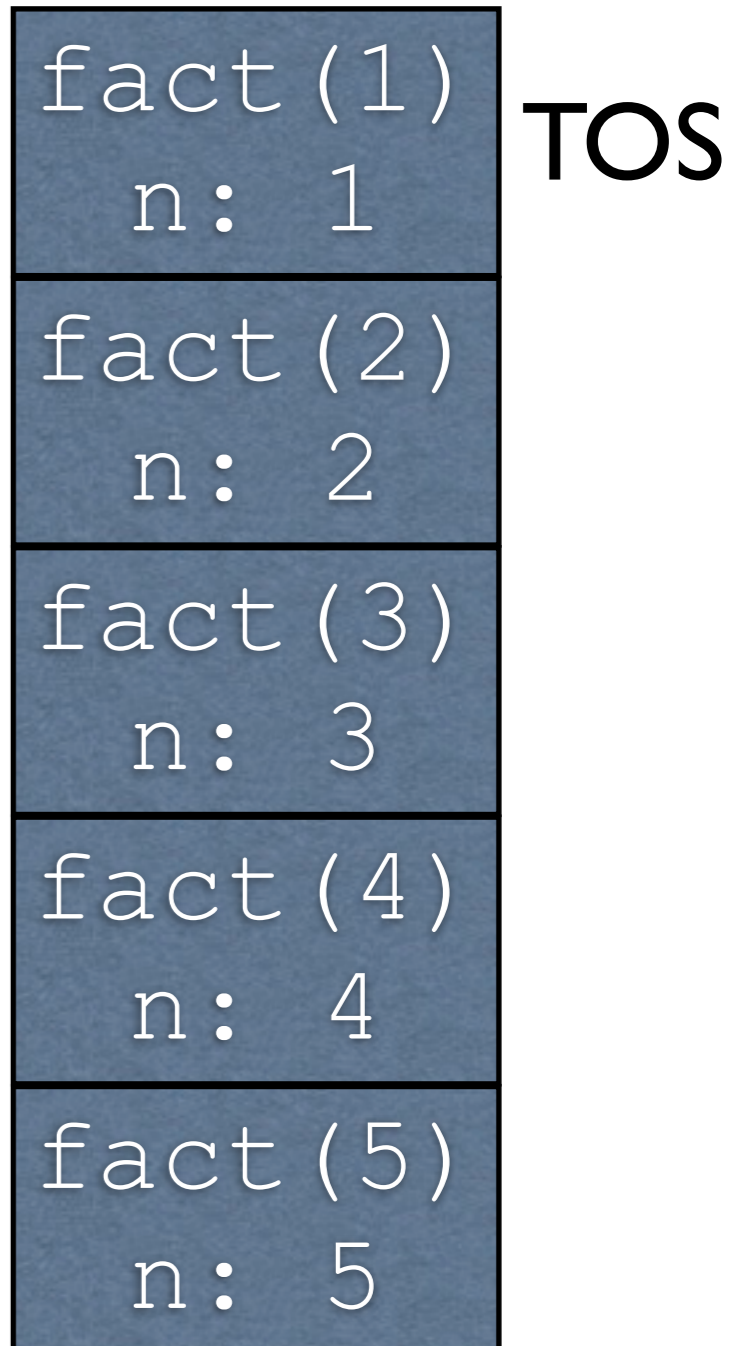 fact(1)
TOS
n: 1
fact(2)
n: 2
fact(3)
n: 3
fact(4)
n: 4
fact(5)
n: 5